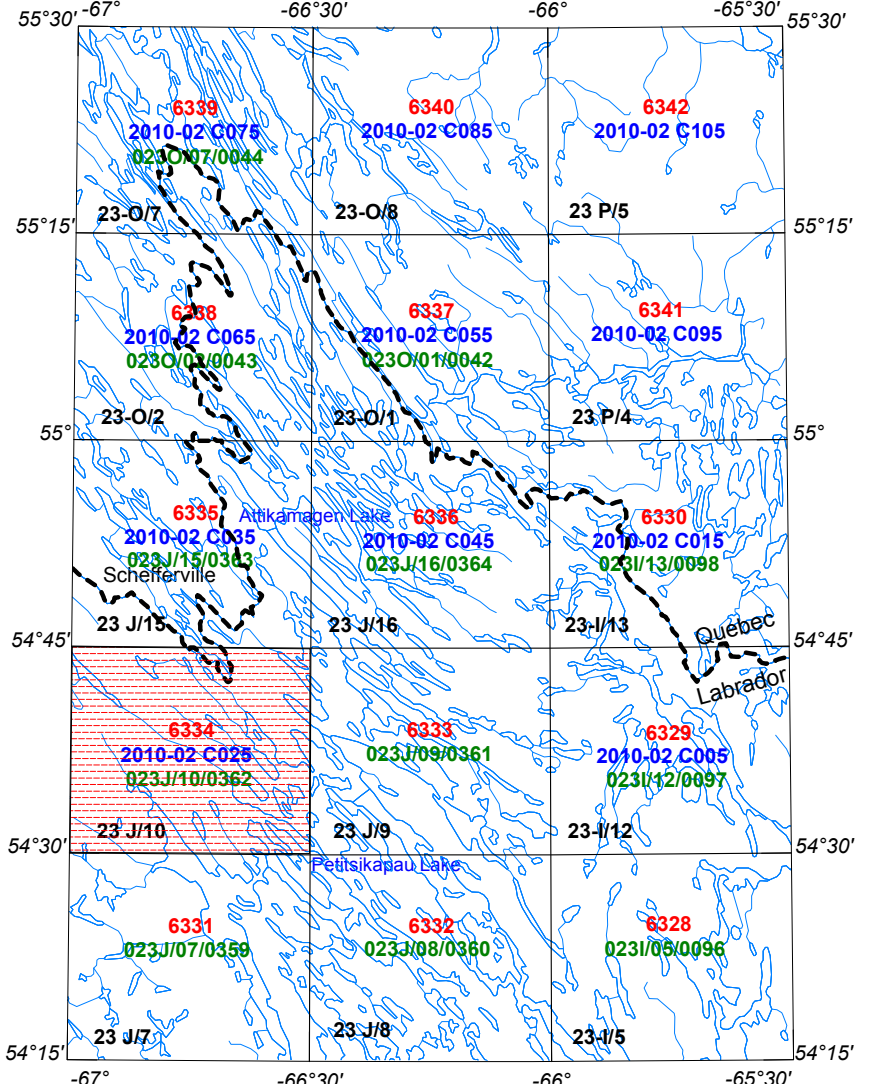 -67° -66°30' -66° -65°30'
55°30' 55°30'
6339 6340 6342
2010-02 C075 2010-02 C085 2010-02 C105
023O/07/0044
23-O/7 23-O/8 23 P/5
55°15' 55°15'
6338 6337 6341
2010-02 C065 2010-02 C055 2010-02 C095
023O/02/0043 023O/01/0042
23-O/2 23-O/1 23 P/4
55° 55°
6335 Attikamagen Lake 6336 6330
2010-02 C035 2010-02 C045 2010-02 C015
023J/15/0363 023J/16/0364 023I/13/0098
Schefferville
23 J/15 23 J/16 23-I/13 Quebec
54°45' 54°45'
Labrador
6334 6333 6329
2010-02 C025 023J/09/0361 2010-02 C005
023J/10/0362 023I/12/0097
23 J/10 23 J/9 23-I/12
54°30' 54°30'
Petitsikapau Lake
6331 6332 6328
023J/07/0359 023J/08/0360 023I/05/0096
23 J/7 23 J/8 23-I/5
54°15' 54°15'
-67° -66°30' -66° -65°30'